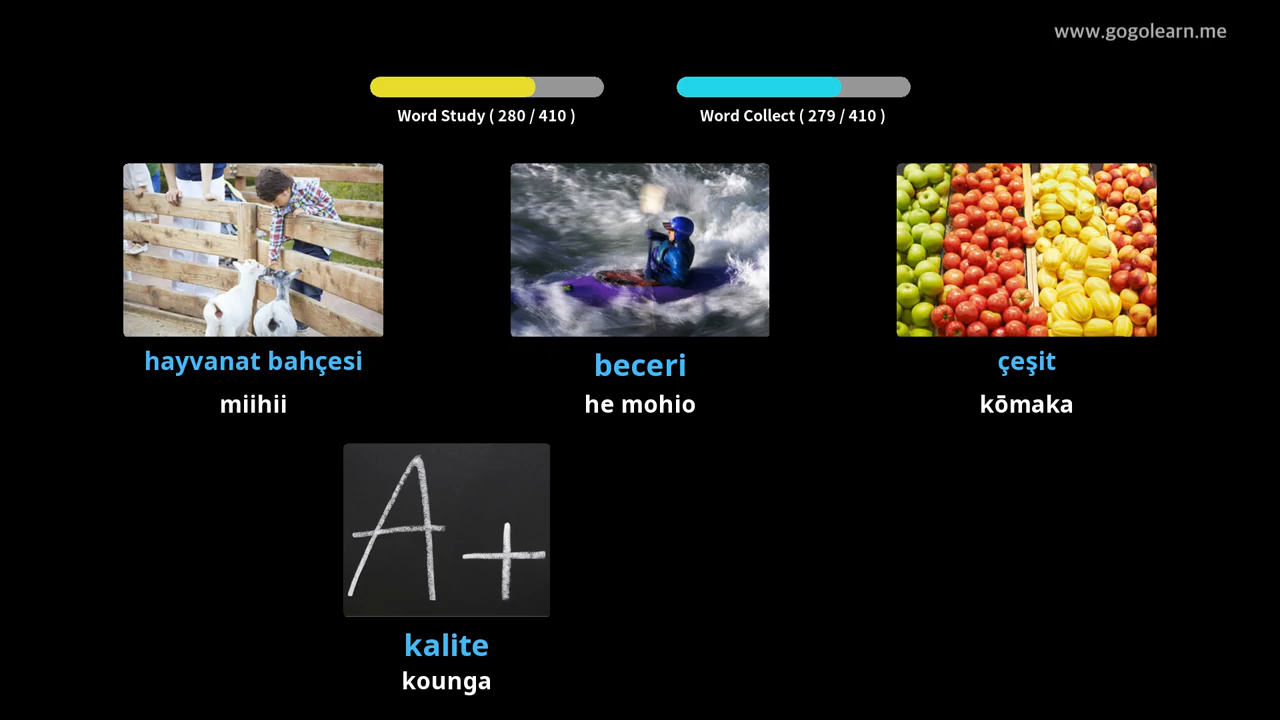 www.gogolearn.me
Word Study ( 280 / 410 )
Word Collect ( 279 / 410 )
hayvanat bahçesi
beceri
çeşit
miihii
he mohio
kōmaka
A+
kalite
kounga